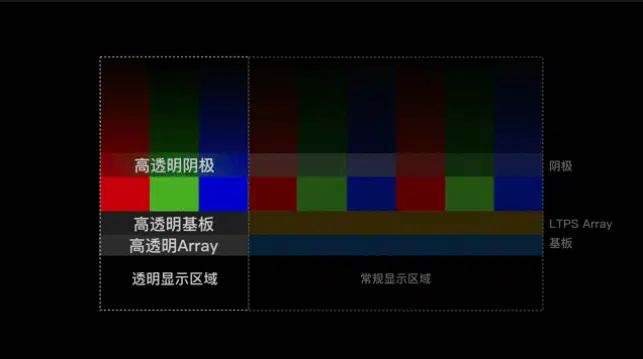 高透明阴极
阴极
高透明基板
LTPS Array
高透明Array
基板
透明显示区域
常规显示区域